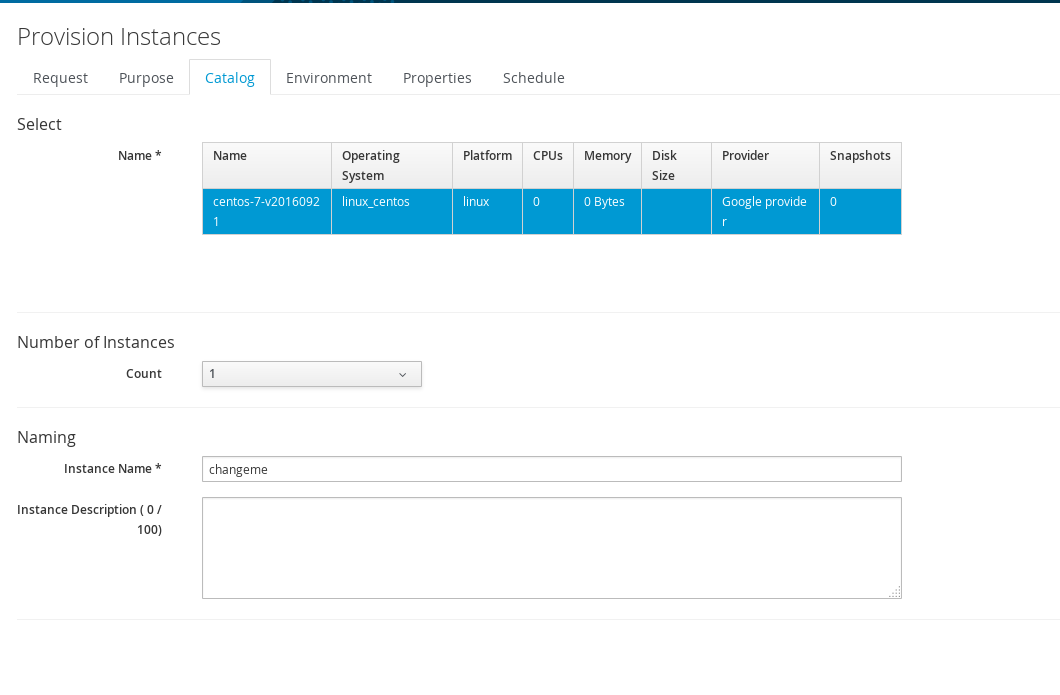 Provision Instances
Request Purpose Catalog Environment Properties Schedule
Select
Name *
Name Operating System Platform CPUs Memory Disk Size Provider Snapshots
centos-7-v20160921 linux_centos linux 0 0 Bytes Google provider 0
Number of Instances
Count 1
Naming
Instance Name * changeme
Instance Description ( 0 /
100)